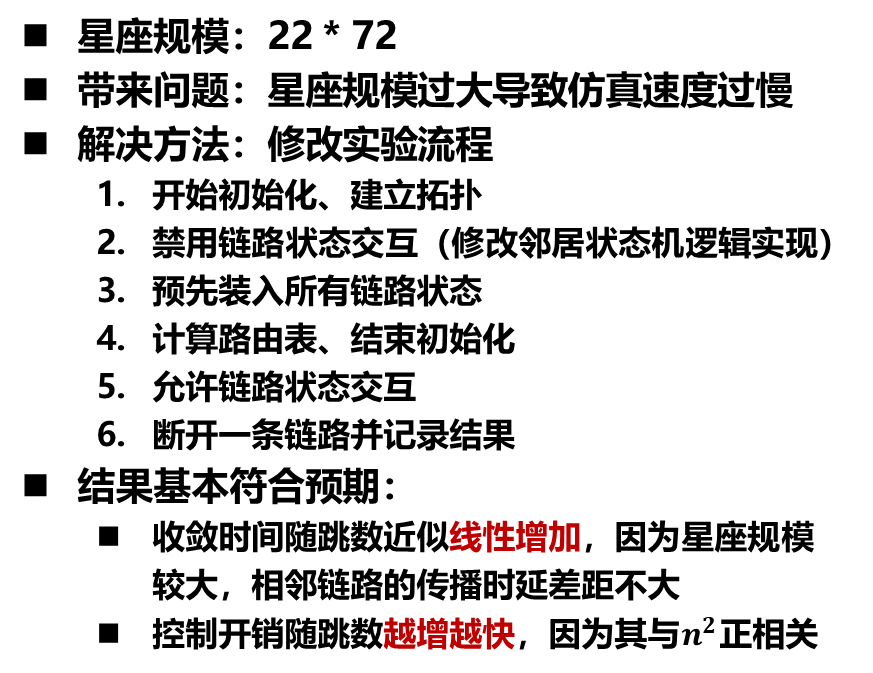 ■ 星座规模：22 * 72
■ 带来问题：星座规模过大导致仿真速度过慢
■ 解决方法：修改实验流程
1. 开始初始化、建立拓扑
2. 禁用链路状态交互（修改邻居状态机逻辑实现）
3. 预先装入所有链路状态
4. 计算路由表、结束初始化
5. 允许链路状态交互
6. 断开一条链路并记录结果
■ 结果基本符合预期：
■ 收敛时间随跳数近似线性增加，因为星座规模
较大，相邻链路的传播时延差距不大
■ 控制开销随跳数越增越快，因为其与n²正相关